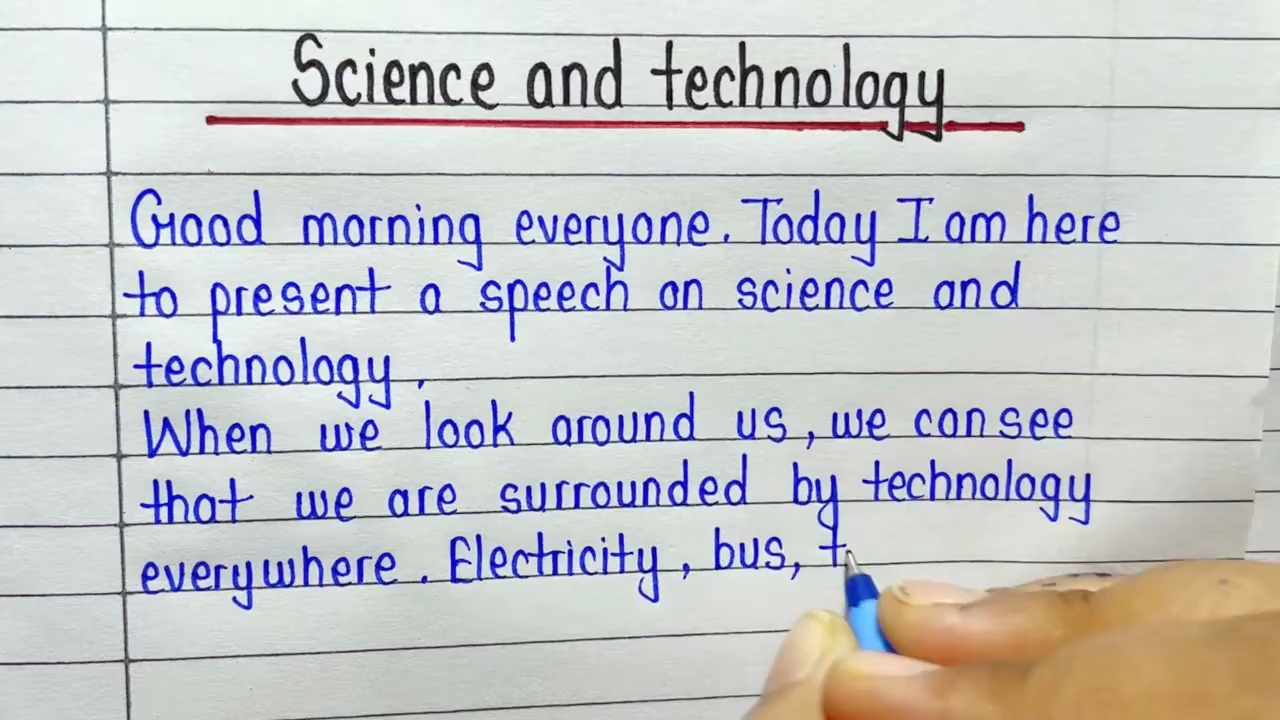 Science and technology
Good morning everyone. Today I am here
to present a speech on science and
technology.
When we look around us, we can see
that we are surrounded by technology
everywhere. Electricity, bus, t